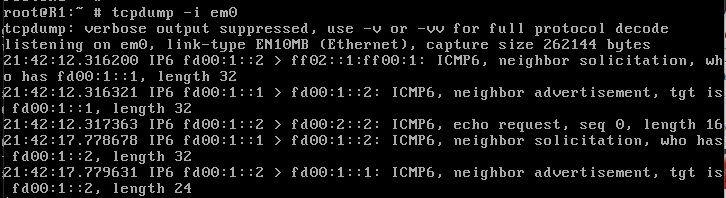 root@R1:~ # tcpdump -i em0
tcpdump: verbose output suppressed, use -v or -vv for full protocol decode
listening on em0, link-type EN10MB (Ethernet), capture size 262144 bytes
21:42:12.316200 IP6 fd00:1::2 > ff02::1:ff00:1: ICMP6, neighbor solicitation, wh
o has fd00:1::1, length 32
21:42:12.316321 IP6 fd00:1::1 > fd00:1::2: ICMP6, neighbor advertisement, tgt is
 fd00:1::1, length 32
21:42:12.317363 IP6 fd00:1::2 > fd00:2::2: ICMP6, echo request, seq 0, length 16
21:42:17.778678 IP6 fd00:1::1 > fd00:1::2: ICMP6, neighbor solicitation, who has
 fd00:1::2, length 32
21:42:17.779631 IP6 fd00:1::2 > fd00:1::1: ICMP6, neighbor advertisement, tgt is
 fd00:1::2, length 24